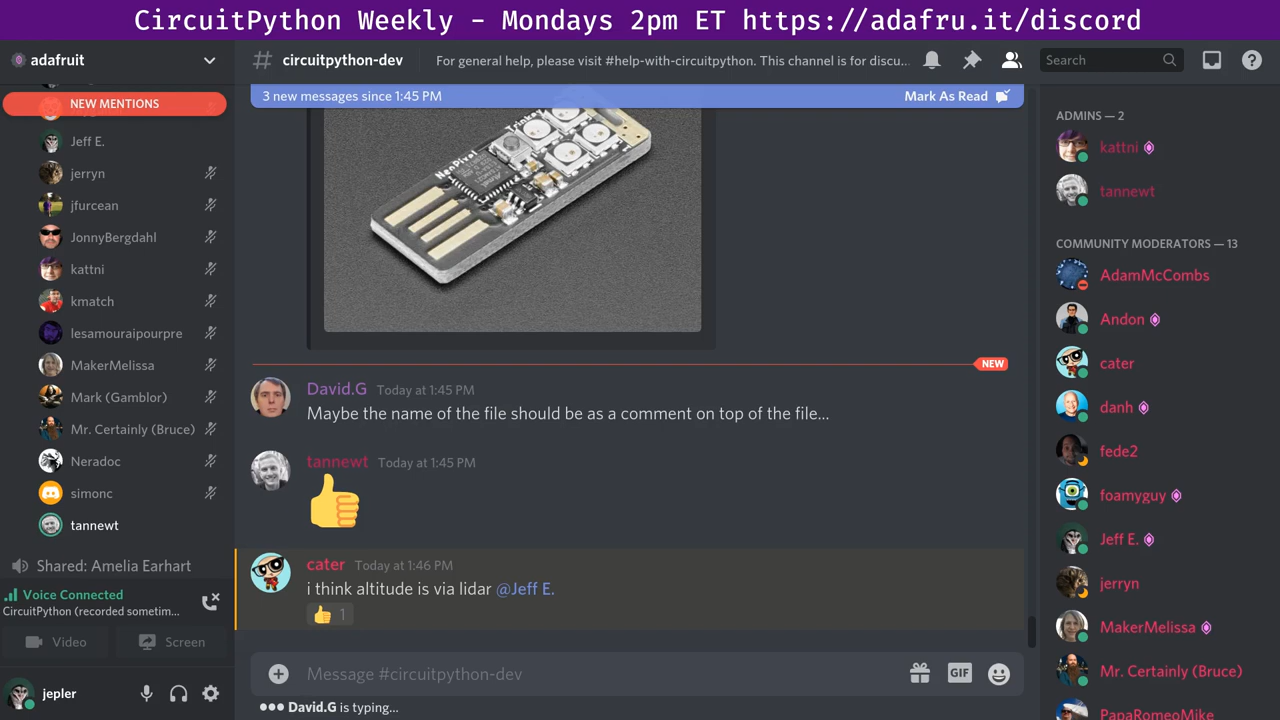 CircuitPython Weekly - Mondays 2pm ET https://adafru.it/discord
adafruit
NEW MENTIONS
Jeff E.
jerryn
jfurcean
JonnyBergdahl
kattni
kmatch
lesamouraipourpre
MakerMelissa
Mark (Gamblor)
Mr. Certainly (Bruce)
Neradoc
simonc
tannewt
Shared: Amelia Earhart
Voice Connected
CircuitPython (recorded sometim...
Video
Screen
jepler
# circuitpython-dev
For general help, please visit #help-with-circuitpython. This channel is for discu...
Search
3 new messages since 1:45 PM
Mark As Read
NeoPixel
Trinkey
NEW
David.G Today at 1:45 PM
Maybe the name of the file should be as a comment on top of the file...
tannewt Today at 1:45 PM
cater Today at 1:46 PM
i think altitude is via lidar @Jeff E.
1
Message #circuitpython-dev
GIF
David.G is typing...
ADMINS — 2
kattni
tannewt
COMMUNITY MODERATORS — 13
AdamMcCombs
Andon
cater
danh
fede2
foamyguy
Jeff E.
jerryn
MakerMelissa
Mr. Certainly (Bruce)
PapaRomeoMike